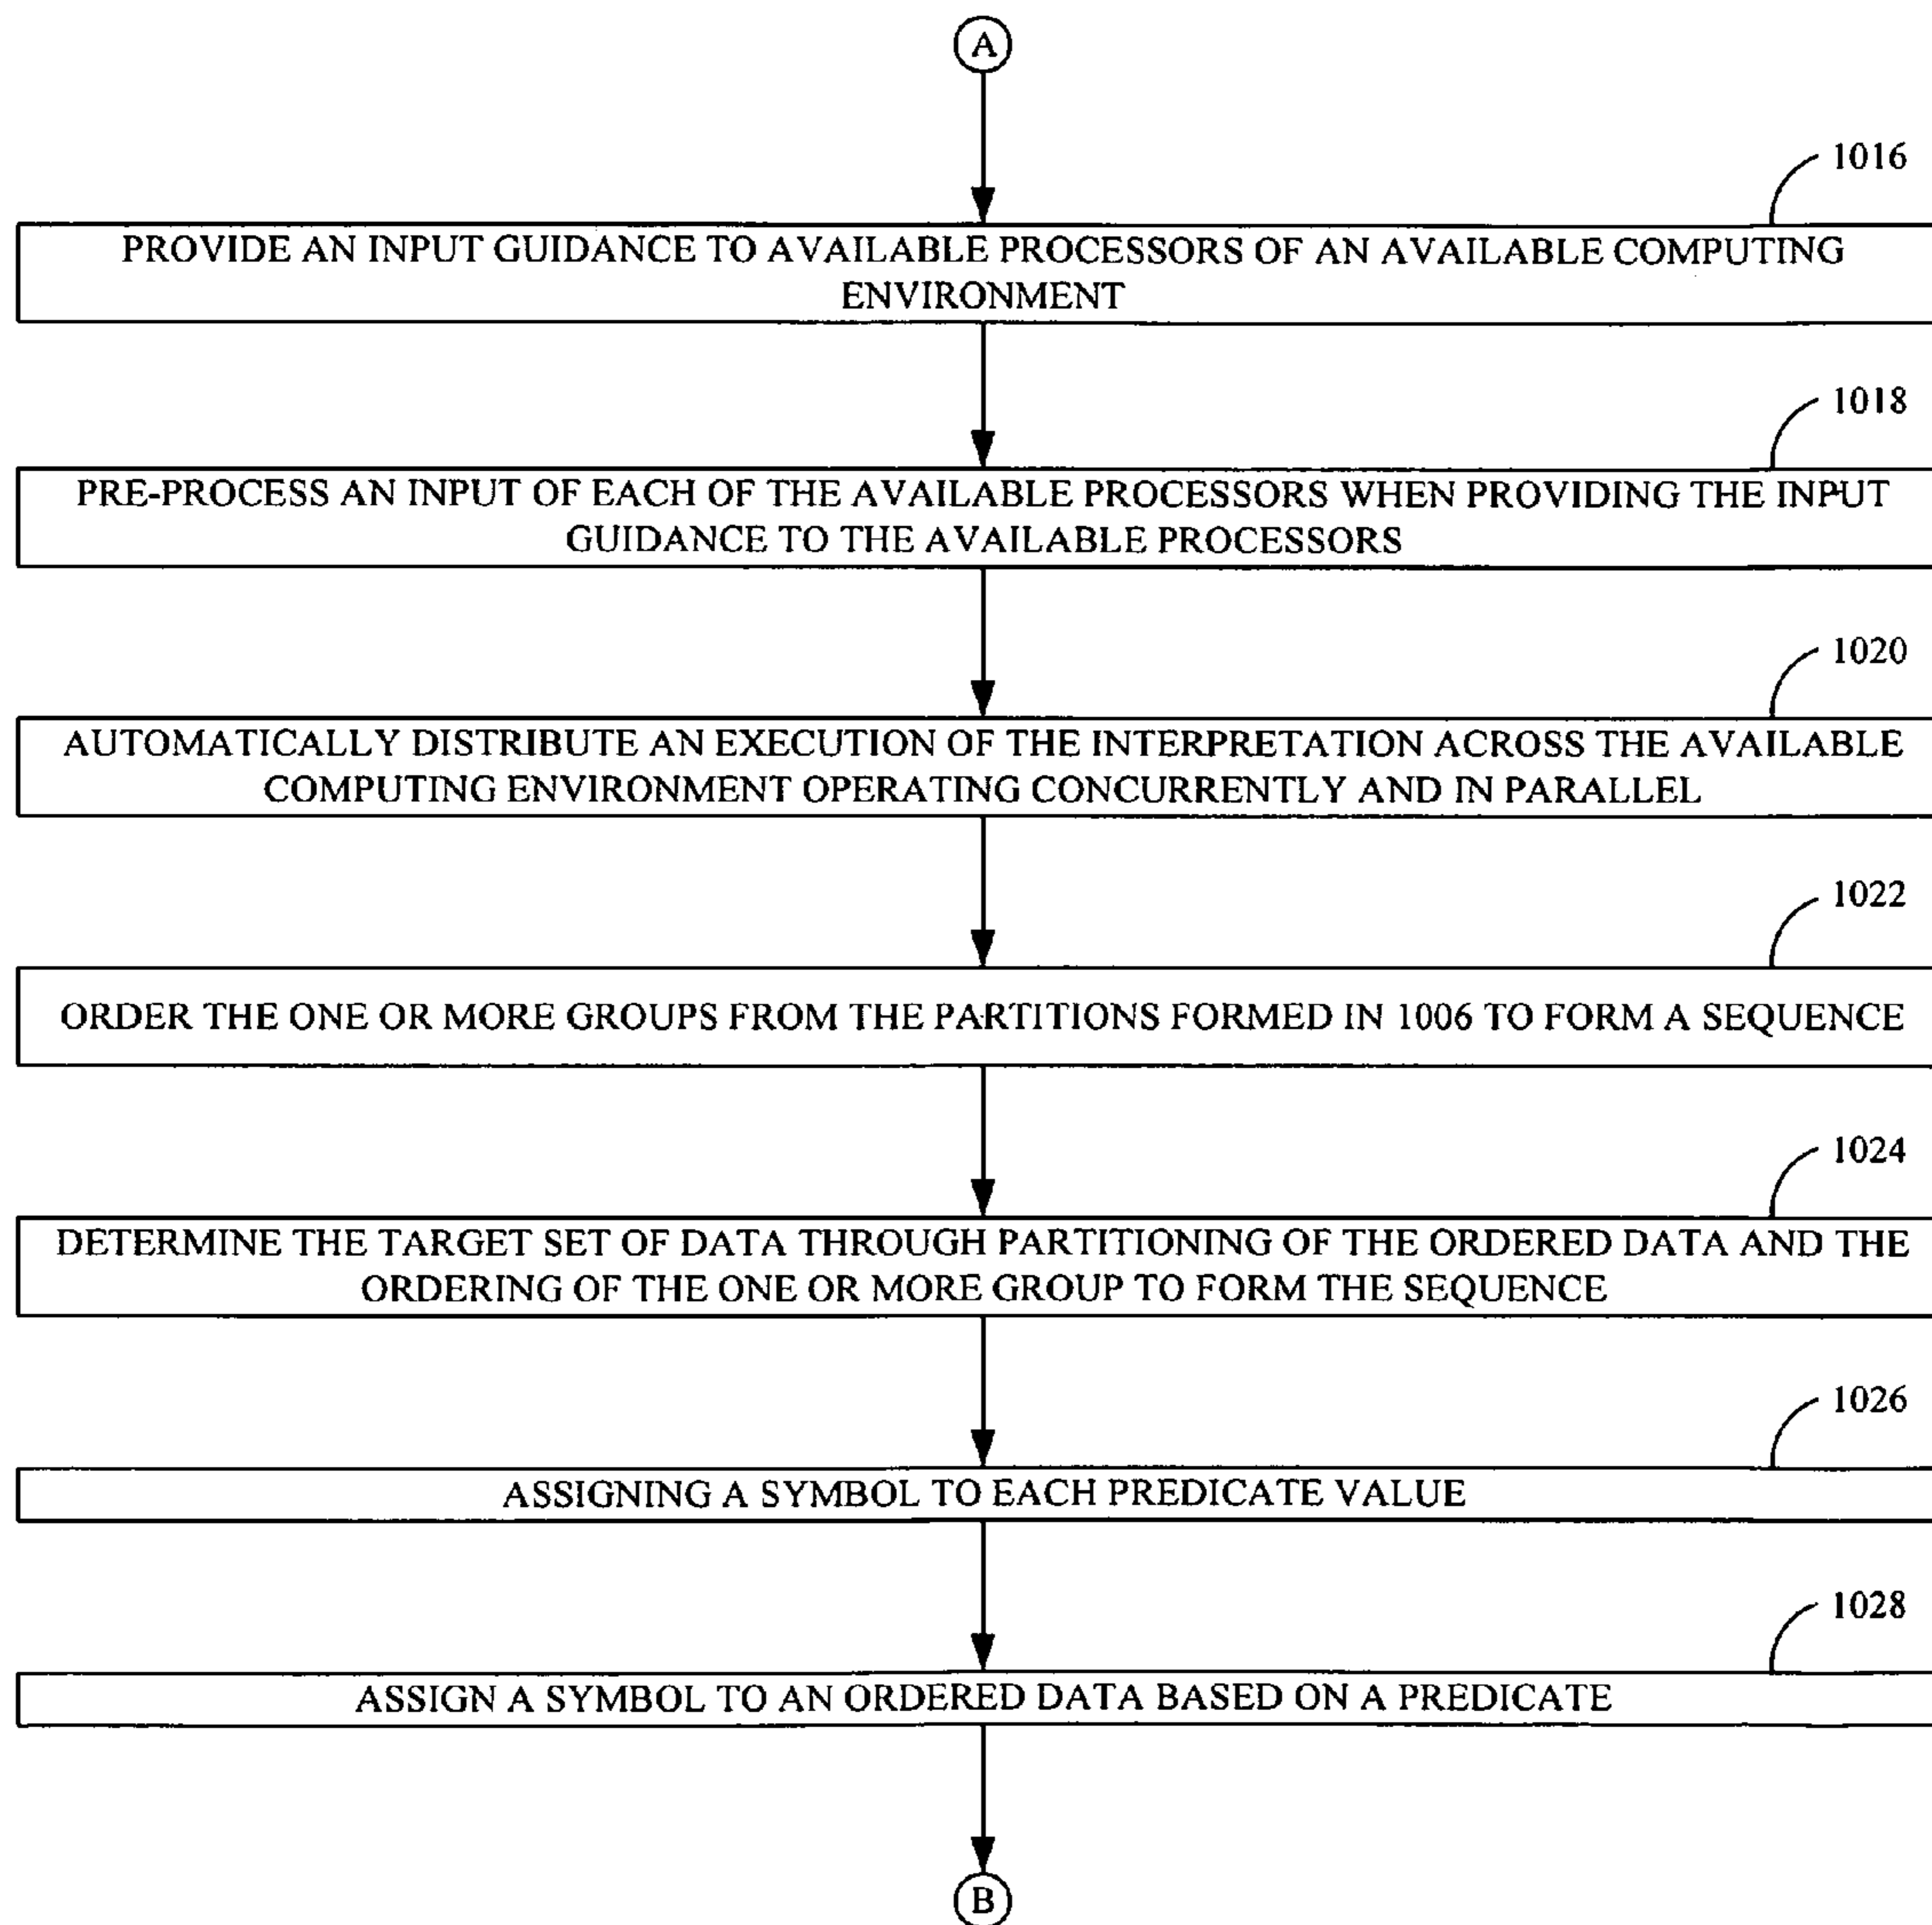 A
1016
PROVIDE AN INPUT GUIDANCE TO AVAILABLE PROCESSORS OF AN AVAILABLE COMPUTING
ENVIRONMENT
1018
PRE-PROCESS AN INPUT OF EACH OF THE AVAILABLE PROCESSORS WHEN PROVIDING THE INPUT
GUIDANCE TO THE AVAILABLE PROCESSORS
1020
AUTOMATICALLY DISTRIBUTE AN EXECUTION OF THE INTERPRETATION ACROSS THE AVAILABLE
COMPUTING ENVIRONMENT OPERATING CONCURRENTLY AND IN PARALLEL
1022
ORDER THE ONE OR MORE GROUPS FROM THE PARTITIONS FORMED IN 1006 TO FORM A SEQUENCE
1024
DETERMINE THE TARGET SET OF DATA THROUGH PARTITIONING OF THE ORDERED DATA AND THE
ORDERING OF THE ONE OR MORE GROUP TO FORM THE SEQUENCE
1026
ASSIGNING A SYMBOL TO EACH PREDICATE VALUE
1028
ASSIGN A SYMBOL TO AN ORDERED DATA BASED ON A PREDICATE
B